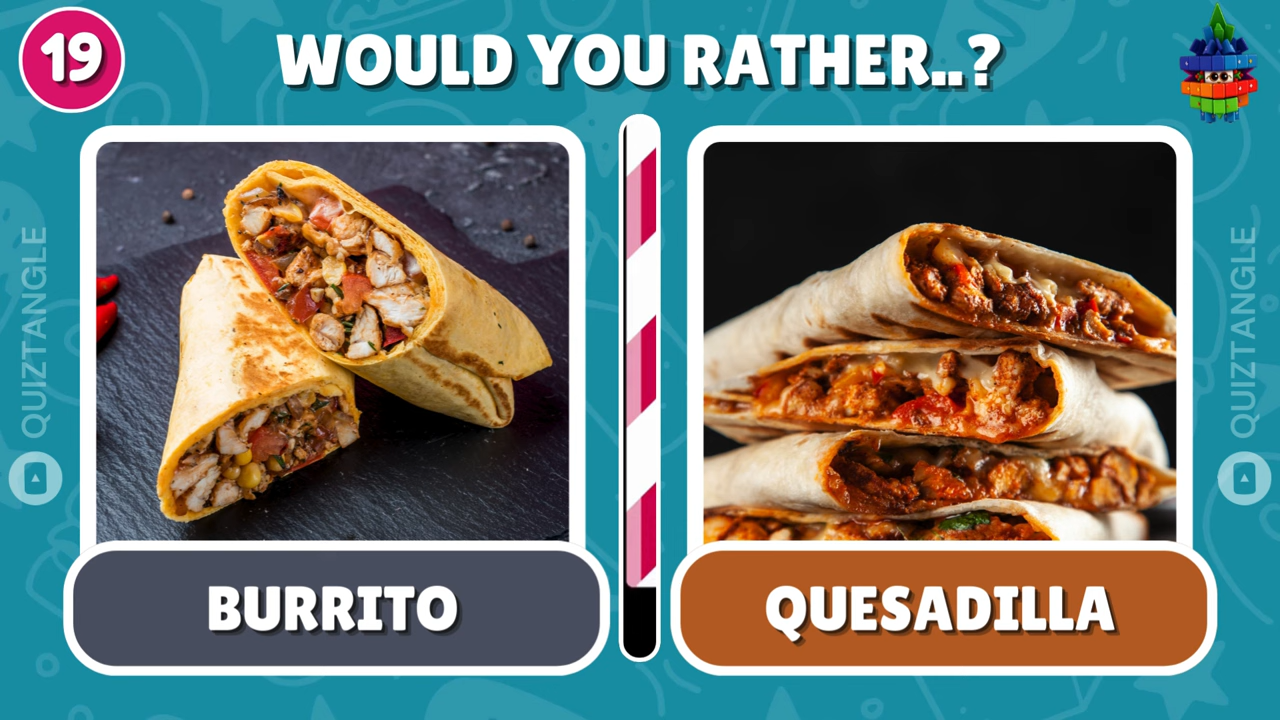 19
WOULD YOU RATHER..?
QUIZTANGLE
QUIZTANGLE
BURRITO
QUESADILLA